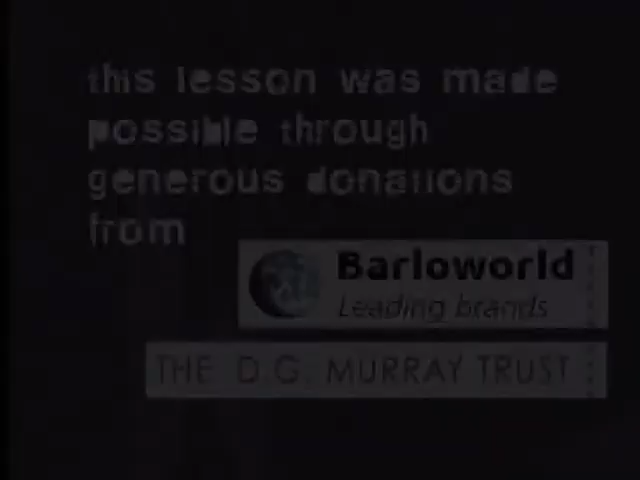 this lesson was made
possible through
generous donations
from
Barloworld
Leading brands
THE D.G. MURRAY TRUST